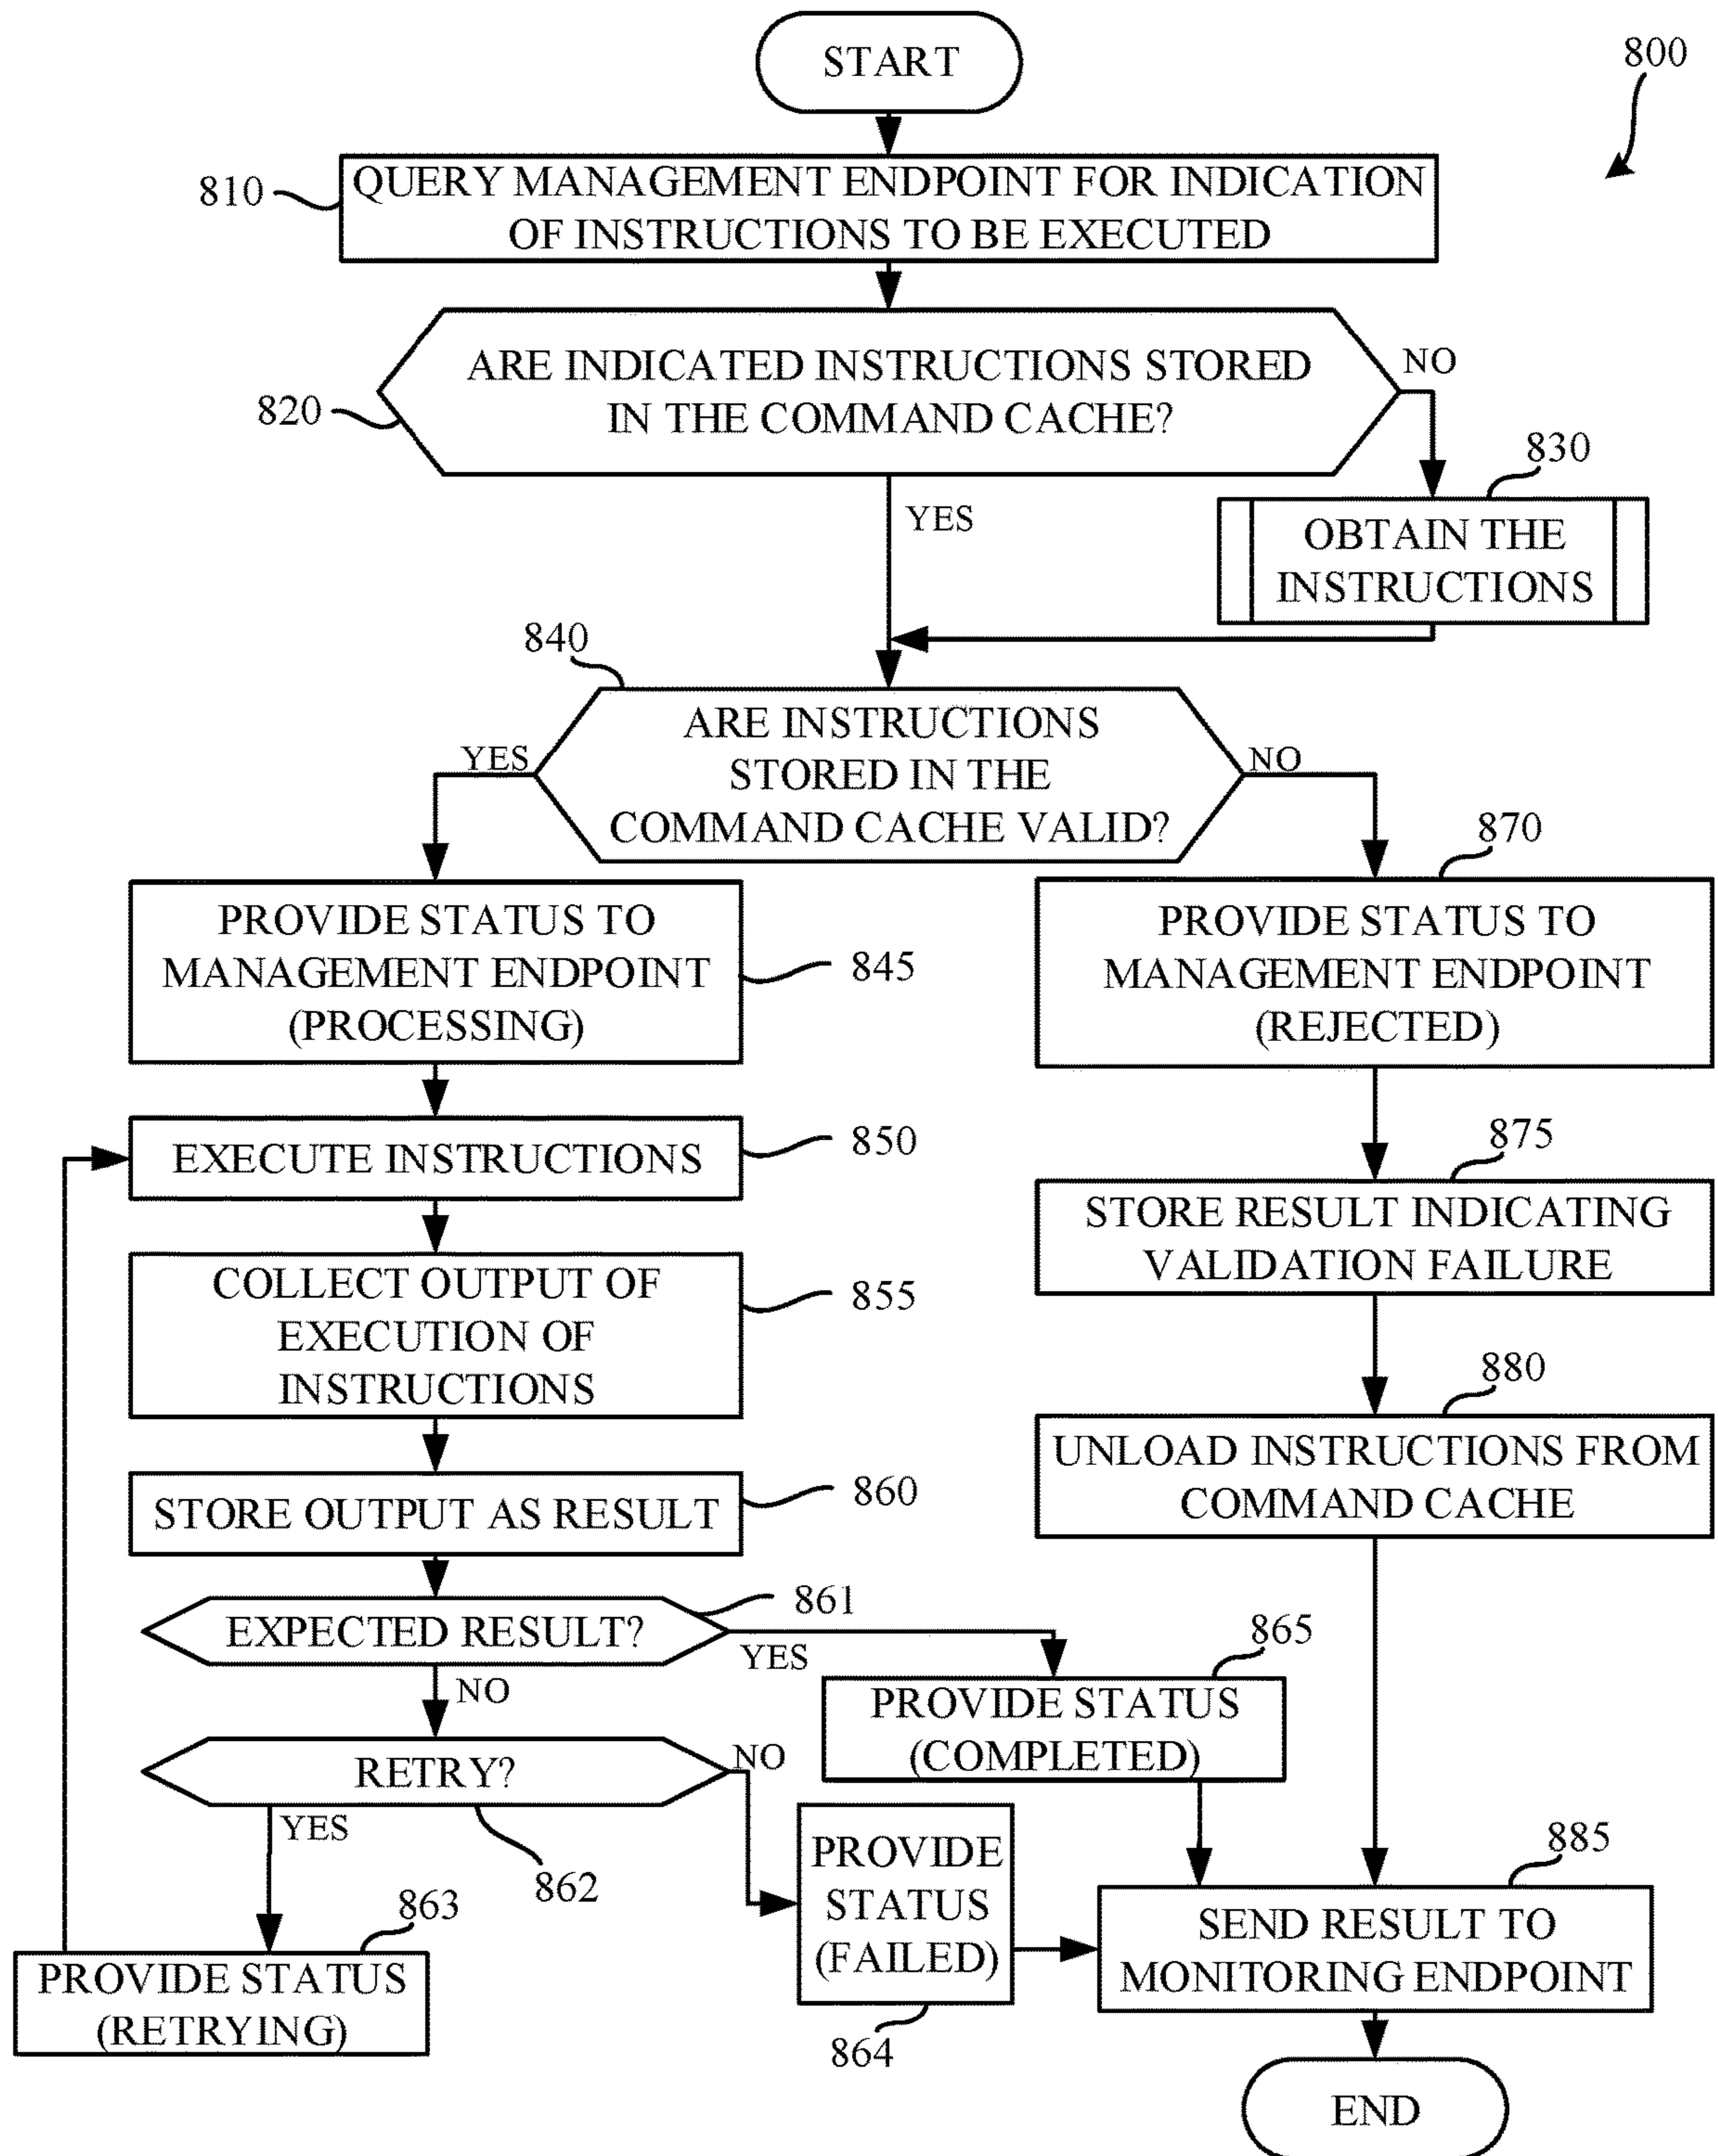 START
800
810
QUERY MANAGEMENT ENDPOINT FOR INDICATION
OF INSTRUCTIONS TO BE EXECUTED
820
ARE INDICATED INSTRUCTIONS STORED
IN THE COMMAND CACHE?
NO
YES
830
OBTAIN THE
INSTRUCTIONS
840
ARE INSTRUCTIONS
STORED IN THE
COMMAND CACHE VALID?
YES
NO
PROVIDE STATUS TO
MANAGEMENT ENDPOINT
(PROCESSING)
845
870
PROVIDE STATUS TO
MANAGEMENT ENDPOINT
(REJECTED)
EXECUTE INSTRUCTIONS
850
875
STORE RESULT INDICATING
VALIDATION FAILURE
COLLECT OUTPUT OF
EXECUTION OF
INSTRUCTIONS
855
880
UNLOAD INSTRUCTIONS FROM
COMMAND CACHE
STORE OUTPUT AS RESULT
860
EXPECTED RESULT?
861
YES
NO
865
PROVIDE STATUS
(COMPLETED)
RETRY?
862
NO
YES
863
PROVIDE STATUS
(RETRYING)
PROVIDE
STATUS
(FAILED)
864
885
SEND RESULT TO
MONITORING ENDPOINT
END